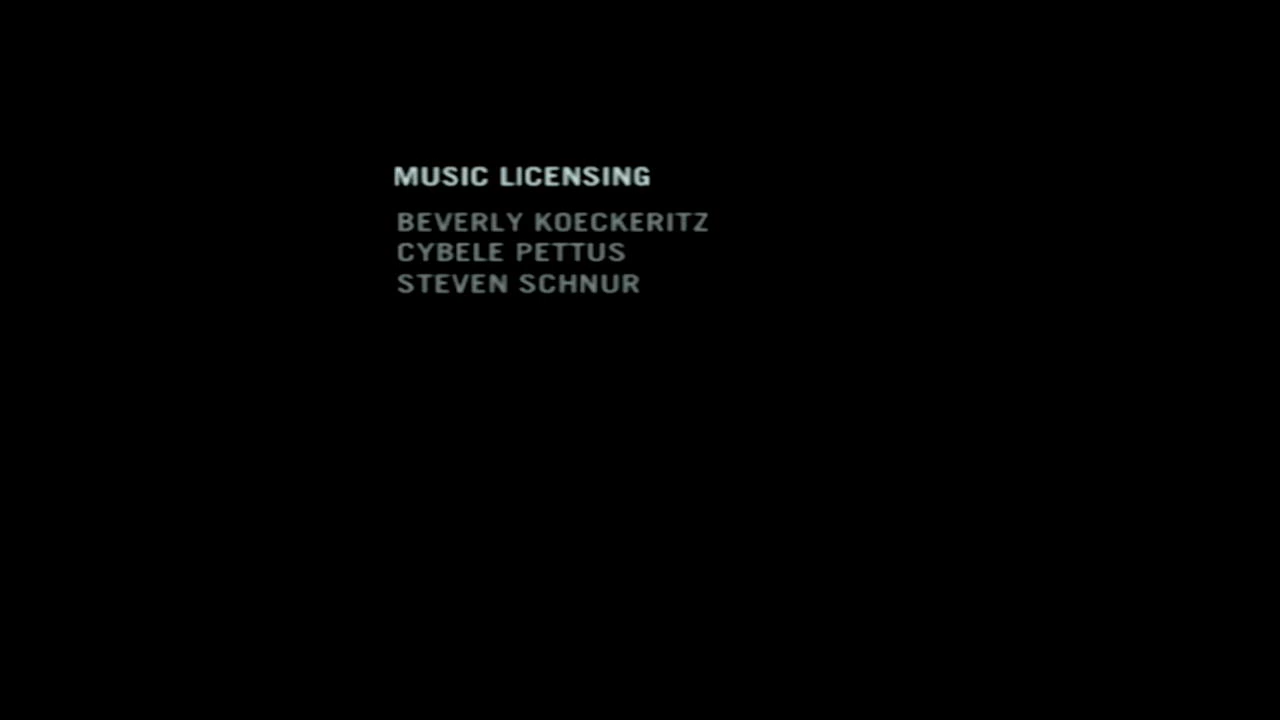 MUSIC LICENSING
BEVERLY KOECKERITZ
CYBELE PETTUS
STEVEN SCHNUR